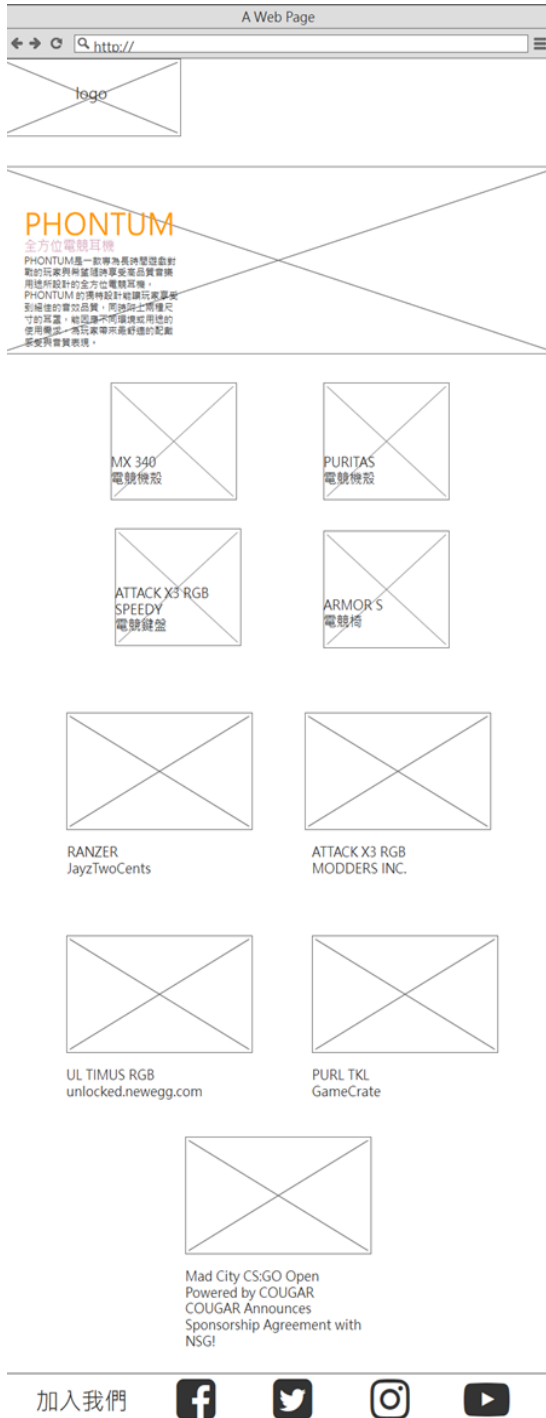 A Web Page
http://
logo
PHONTUM
全方位電競耳機
PHONTUM是一款專為長時間遊戲對
戰的玩家與希望隨時享受高品質音樂
用途所設計的全方位電競耳機。
PHONTUM 的獨特設計能讓玩家享受
到絕佳的音效品質，同時附上兩種尺
寸的耳罩，能因應不同環境或用途的
使用需求，為玩家帶來最舒適的配戴
感受與音質表現。
MX 340
電競機殼
PURITAS
電競機殼
ATTACK X3 RGB
SPEEDY
電競鍵盤
ARMOR S
電競椅
RANZER
JayzTwoCents
ATTACK X3 RGB
MODDERS INC.
UL TIMUS RGB
unlocked.newegg.com
PURL TKL
GameCrate
Mad City CS:GO Open
Powered by COUGAR
COUGAR Announces
Sponsorship Agreement with
NSG!
加入我們